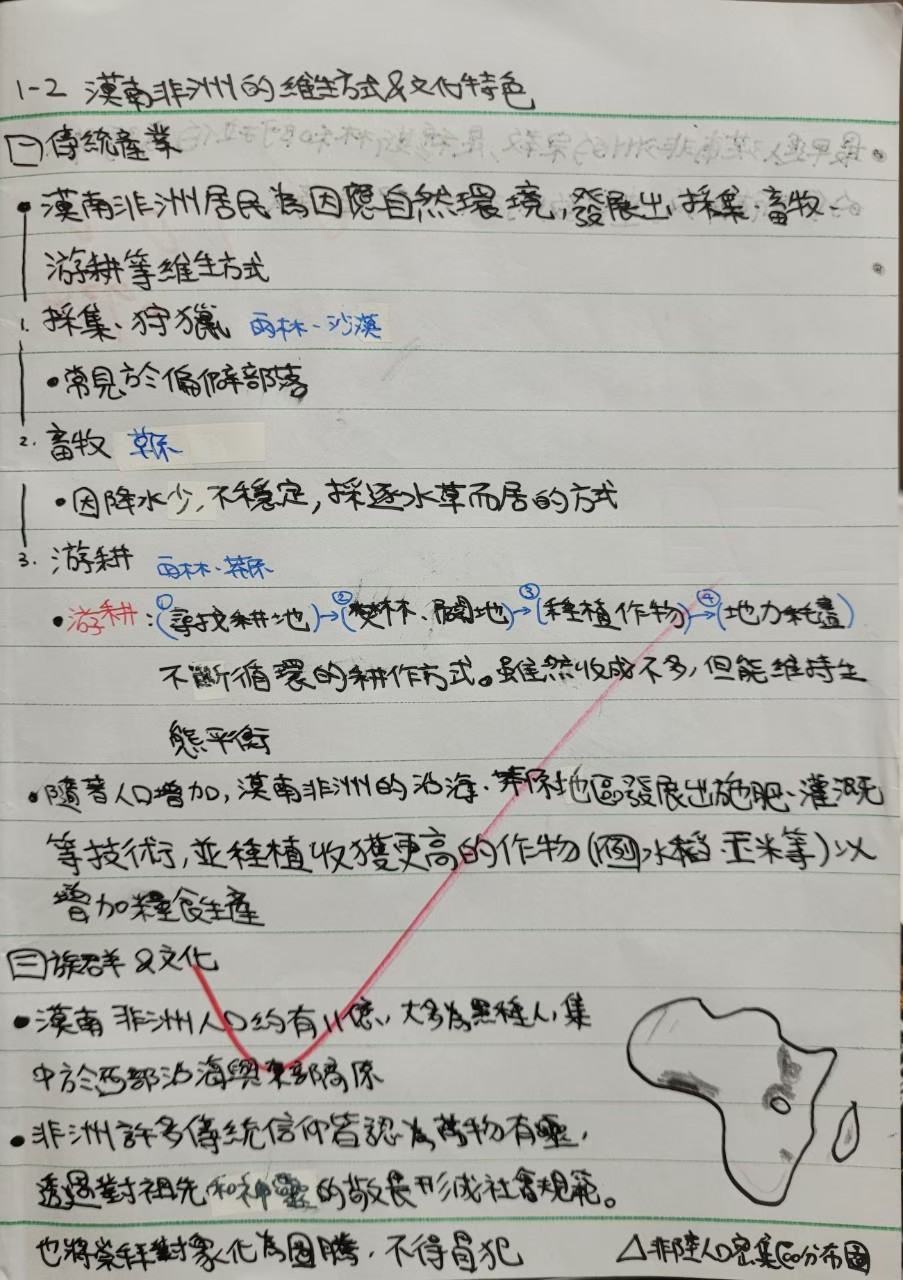 1-2 漠南非洲的維生方式&文化特色
一 傳統產業
• 漠南非洲居民為因應自然環境,發展出採集、畜牧、
游耕等維生方式
1. 採集、狩獵 雨林、沙漠
• 常見於偏僻部落
2. 畜牧 草原
• 因降水少,不穩定,採逐水草而居的方式
3. 游耕 雨林、莽原
• 游耕:①(尋找耕地)→②(焚林、闢地)→③(種植作物)→④(地力耗盡)
不斷循環的耕作方式。雖然收成不多,但能維持生
態平衡
• 隨著人口增加,漠南非洲的沿海、莽原地區發展出施肥、灌溉
等技術,並種植收獲更高的作物(水稻、玉米等)以
增加糧食生產
三 族群&文化
• 漠南非洲人口約有11億,大多為黑種人,集
中於西部沿海與東部高原
• 非洲許多傳統信仰皆認為萬物有靈,
透過對祖先和神靈的敬畏形成社會規範。
也將崇拜對象化為圖騰,不得冒犯
△非陸人口密集區分布圖